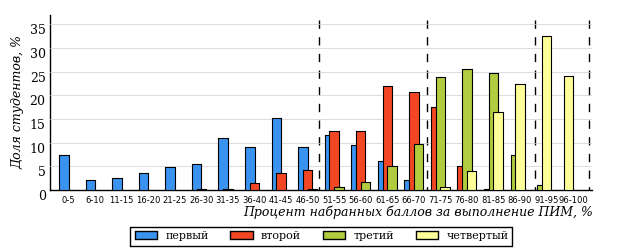 Доля студентов, %
35
30
25
20
15
10
5
0
0-5 6-10 11-15 16-20 21-25 26-30 31-35 36-40 41-45 46-50 51-55 56-60 61-65 66-70 71-75 76-80 81-85 86-90 91-95 96-100
Процент набранных баллов за выполнение ПИМ, %
первый второй третий четвертый